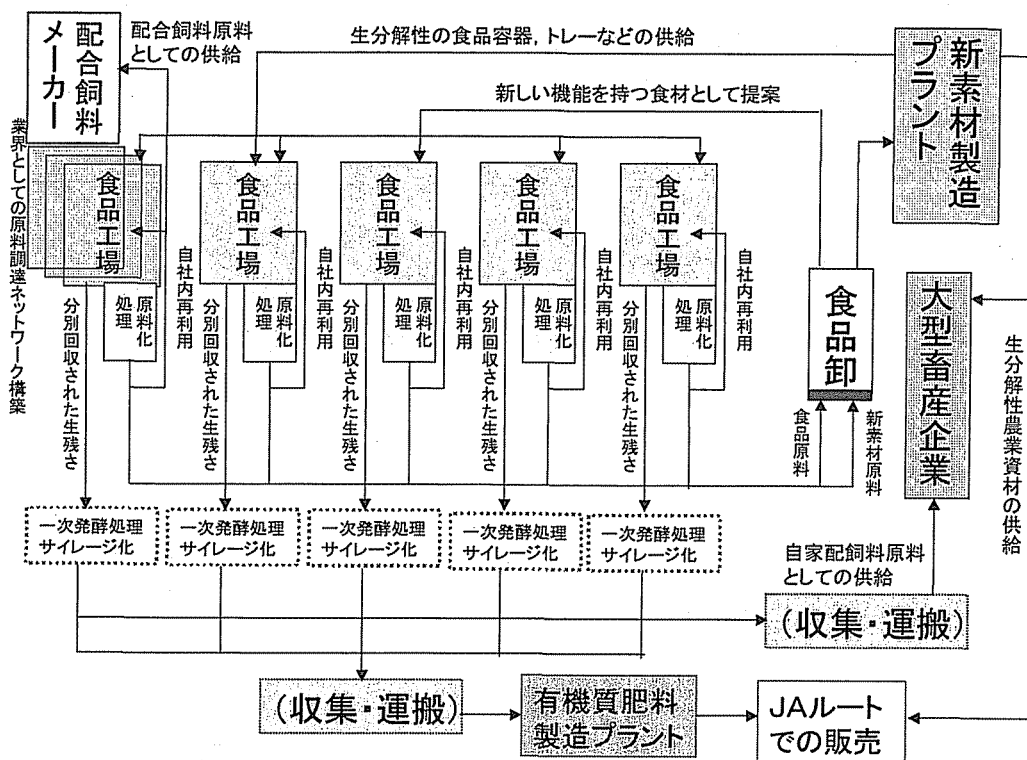 配合飼料
メーカー
配合飼料原料
としての供給
生分解性の食品容器，トレーなどの供給
新しい機能を持つ食材として提案
新素材製造
プラント
業界としての原料調達ネットワーク構築
食品工場
食品工場
食品工場
食品工場
食品工場
原料化
処理
自社内再利用
原料化
処理
自社内再利用
原料化
処理
自社内再利用
原料化
処理
自社内再利用
原料化
処理
自社内再利用
分別回収された生残さ
分別回収された生残さ
分別回収された生残さ
分別回収された生残さ
分別回収された生残さ
食品卸
食品原料
新素材原料
大型畜産企業
生分解性農業資材の供給
一次発酵処理
サイレージ化
一次発酵処理
サイレージ化
一次発酵処理
サイレージ化
一次発酵処理
サイレージ化
一次発酵処理
サイレージ化
自家配飼料原料
としての供給
（収集・運搬）
（収集・運搬）
有機質肥料
製造プラント
JAルート
での販売